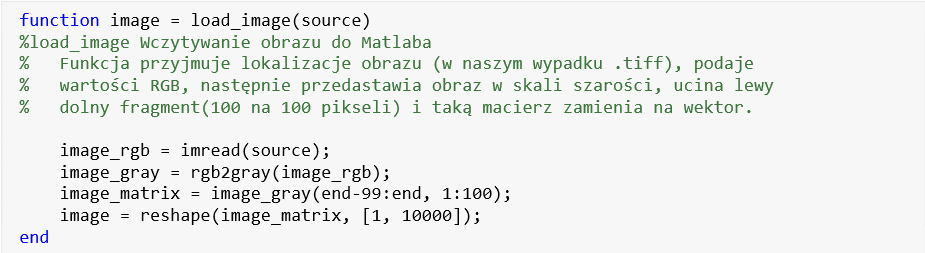 function image = load_image(source)
%load_image Wczytywanie obrazu do Matlaba
%   Funkcja przyjmuje lokalizacje obrazu (w naszym wypadku .tiff), podaje
%   wartości RGB, następnie przedastawia obraz w skali szarości, ucina lewy
%   dolny fragment(100 na 100 pikseli) i taką macierz zamienia na wektor.

    image_rgb = imread(source);
    image_gray = rgb2gray(image_rgb);
    image_matrix = image_gray(end-99:end, 1:100);
    image = reshape(image_matrix, [1, 10000]);
end